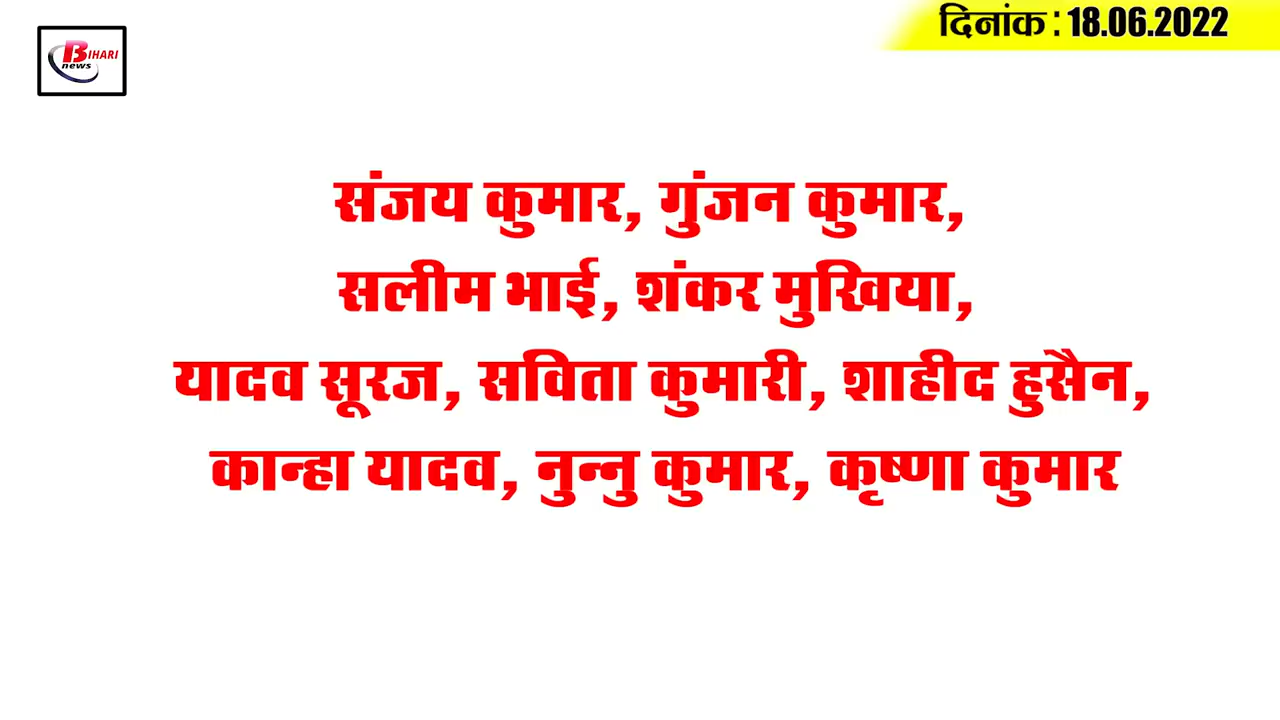 BIHARI
news
दिनांक : 18.06.2022
संजय कुमार, गुंजन कुमार,
सलीम भाई, शंकर मुखिया,
यादव सूरज, सविता कुमारी, शाहीद हुसैन,
कान्हा यादव, नुन्नु कुमार, कृष्णा कुमार